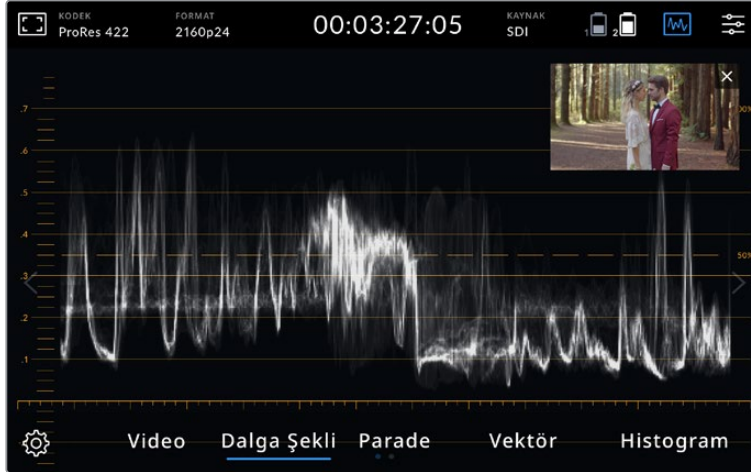 KODEK FORMAT 00:03:27:05 KAYNAK
ProRes 422 2160p24 SDI 1 2
.7
.6
.5
.4
50%
.3
.2
.1
Video Dalga Şekli Parade Vektör Histogram